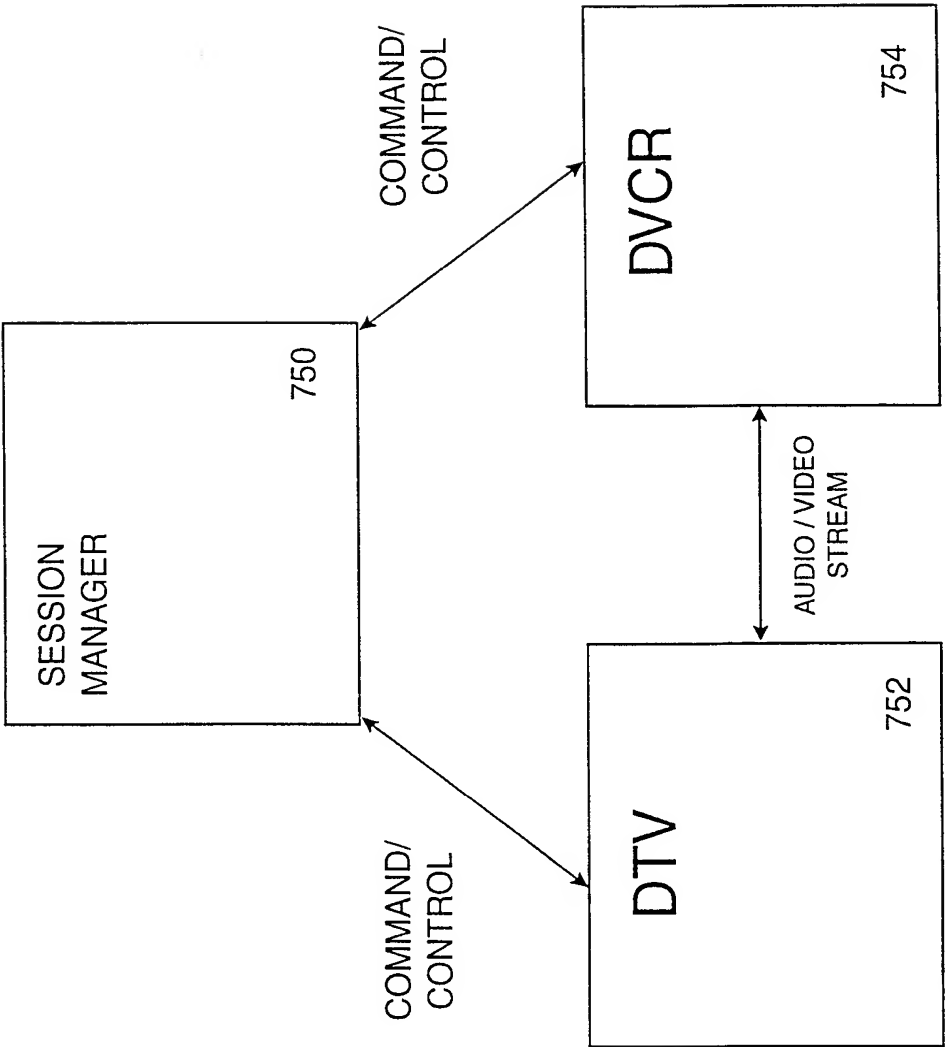 SESSION
MANAGER
750
COMMAND/
CONTROL
COMMAND/
CONTROL
DTV
752
AUDIO / VIDEO
STREAM
DVCR
754